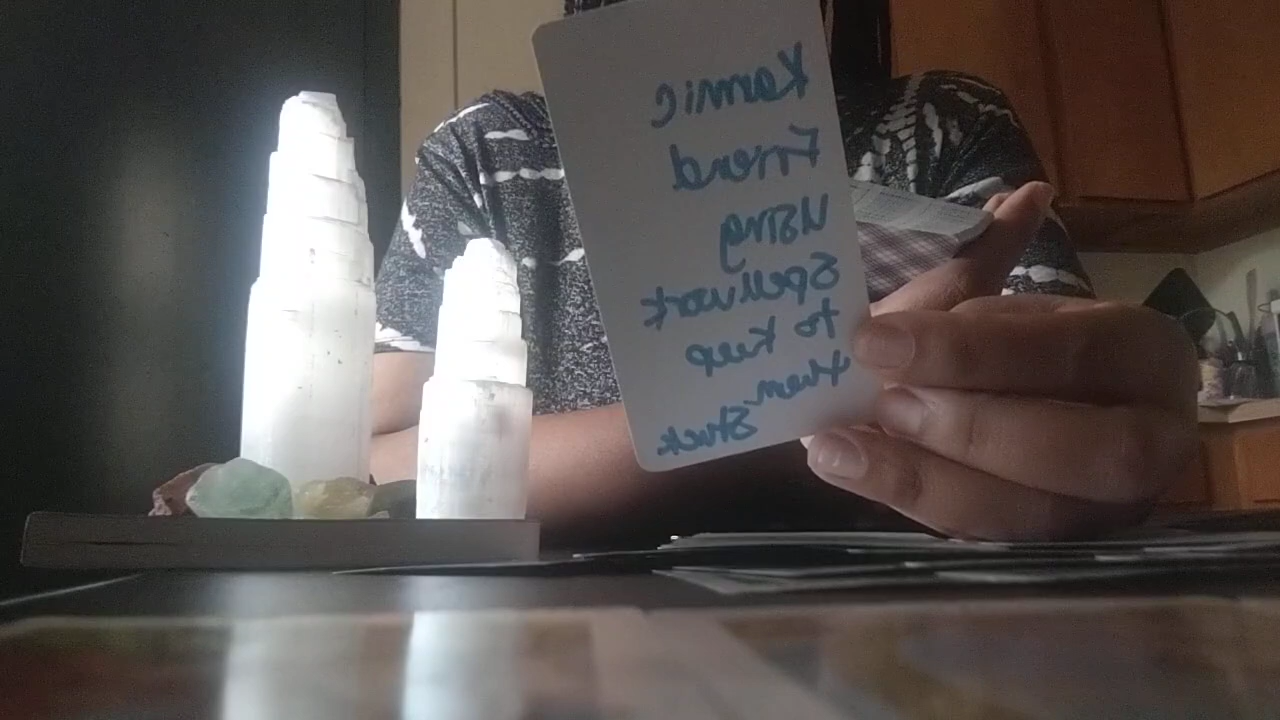 Karmic
Friend
Using
Spellwork
to keep
them
Stuck